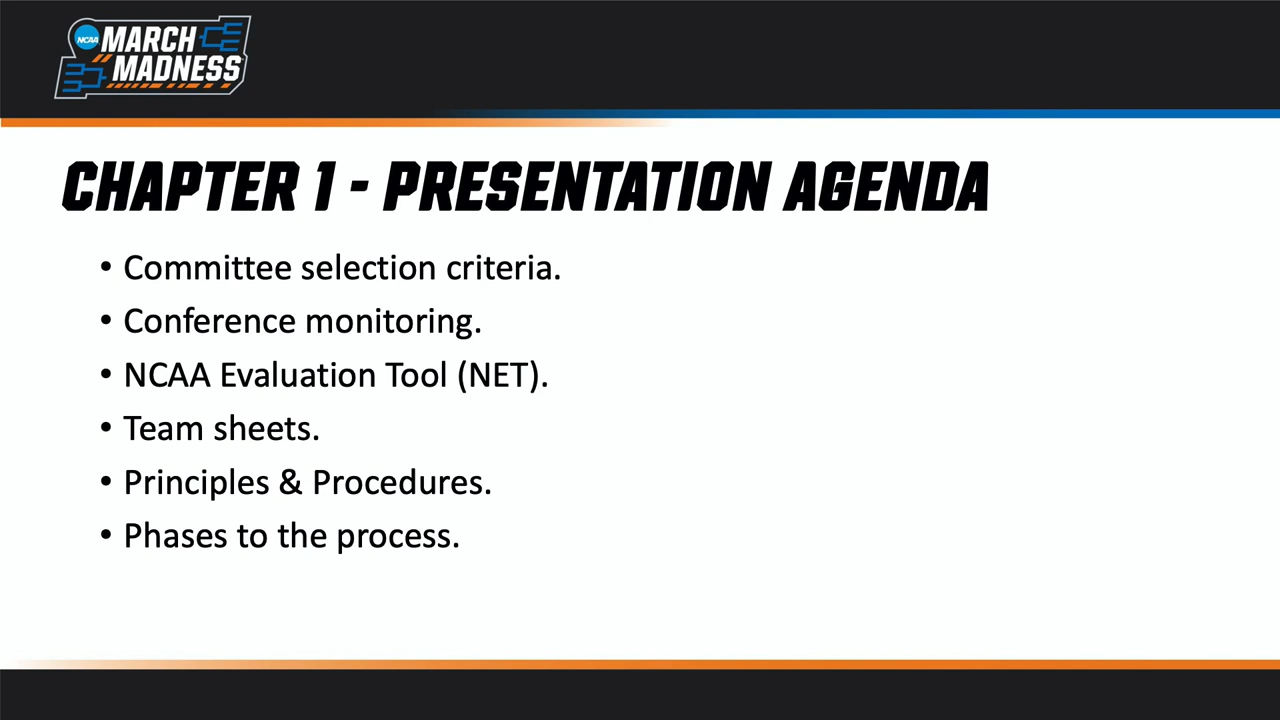 NCAA MARCH
MADNESS
CHAPTER 1 - PRESENTATION AGENDA
• Committee selection criteria.
• Conference monitoring.
• NCAA Evaluation Tool (NET).
• Team sheets.
• Principles & Procedures.
• Phases to the process.